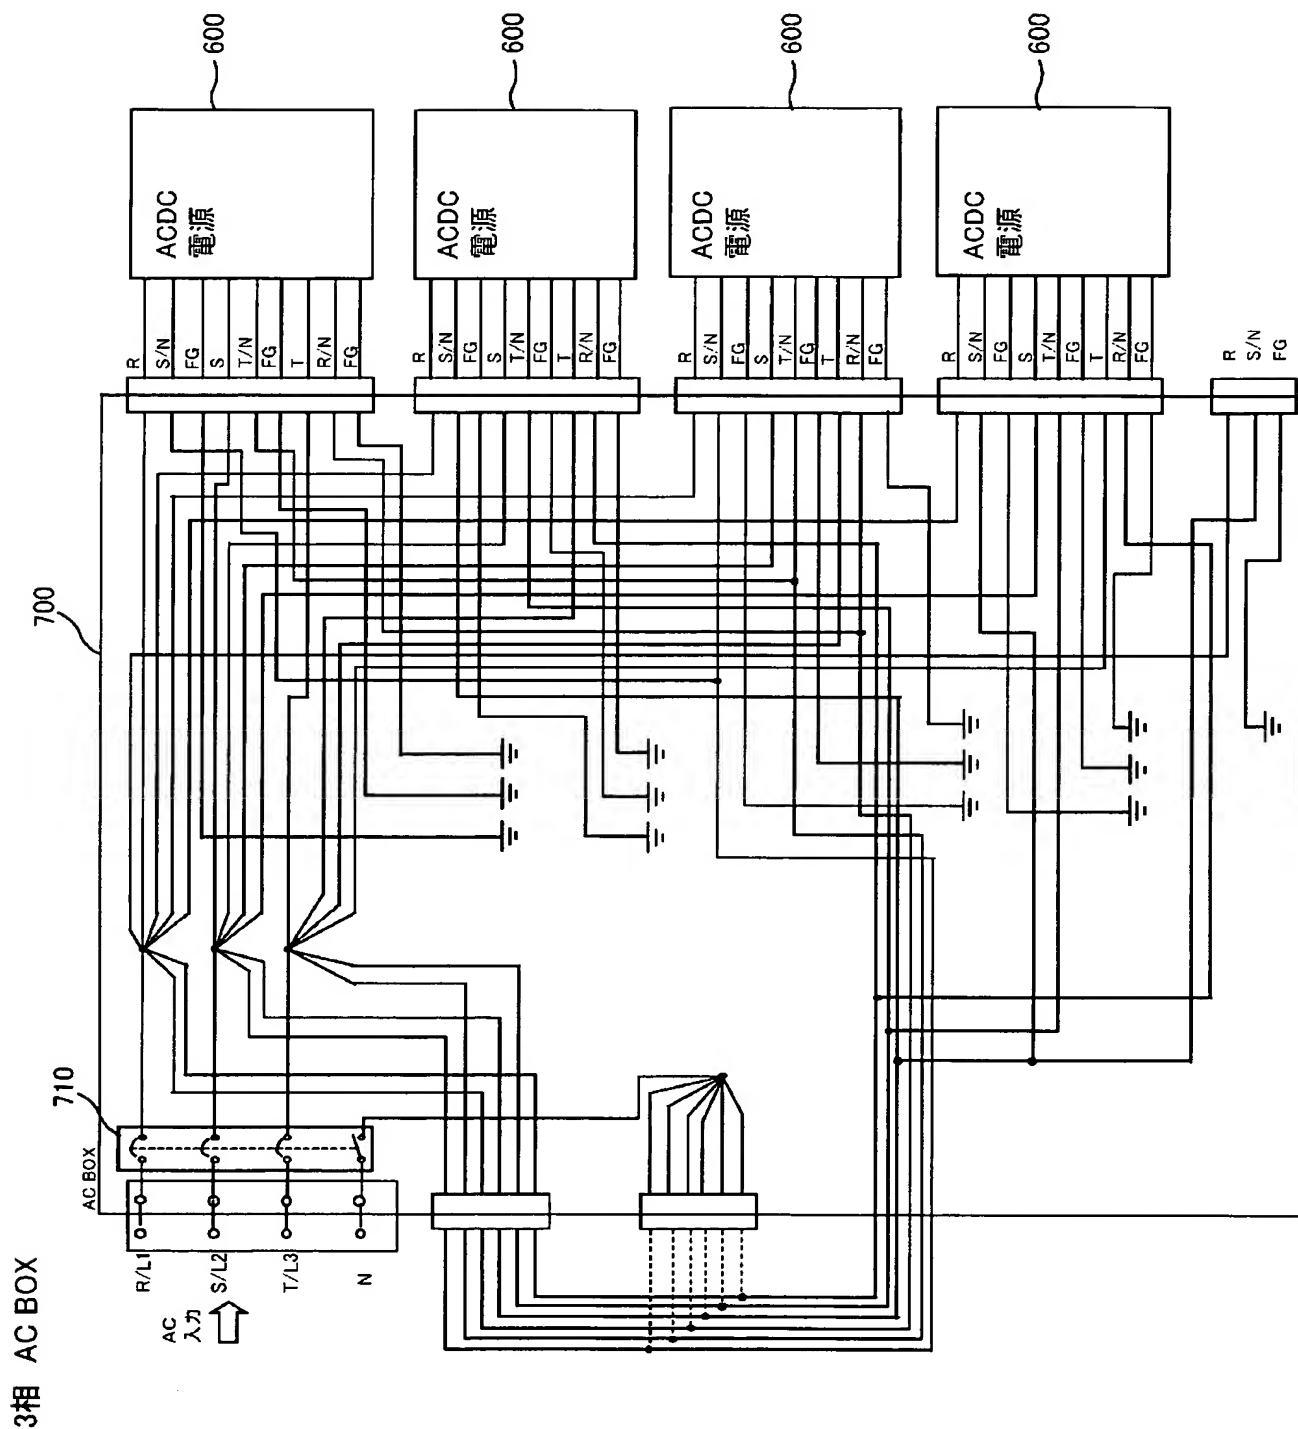 3相 AC BOX
700
710
AC BOX
AC
入力
R/L1
S/L2
T/L3
N
R
S/N
FG
S
T/N
FG
T
R/N
FG
ACDC
電源
600
R
S/N
FG
S
T/N
FG
T
R/N
FG
ACDC
電源
600
R
S/N
FG
S
T/N
FG
T
R/N
FG
ACDC
電源
600
R
S/N
FG
S
T/N
FG
T
R/N
FG
ACDC
電源
600
R
S/N
FG